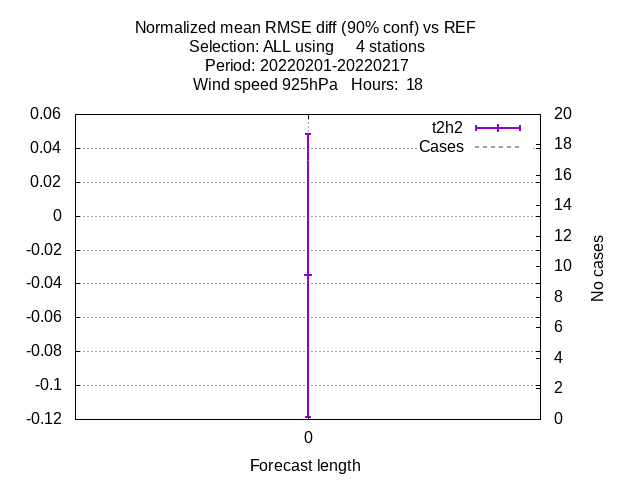 Normalized mean RMSE diff (90% conf) vs REF
Selection: ALL using     4 stations
Period: 20220201-20220217
Wind speed 925hPa   Hours:  18
0.06
0.04
0.02
0
-0.02
-0.04
-0.06
-0.08
-0.1
-0.12
t2h2
Cases
20
18
16
14
12
10
8
6
4
2
0
No cases
0
Forecast length